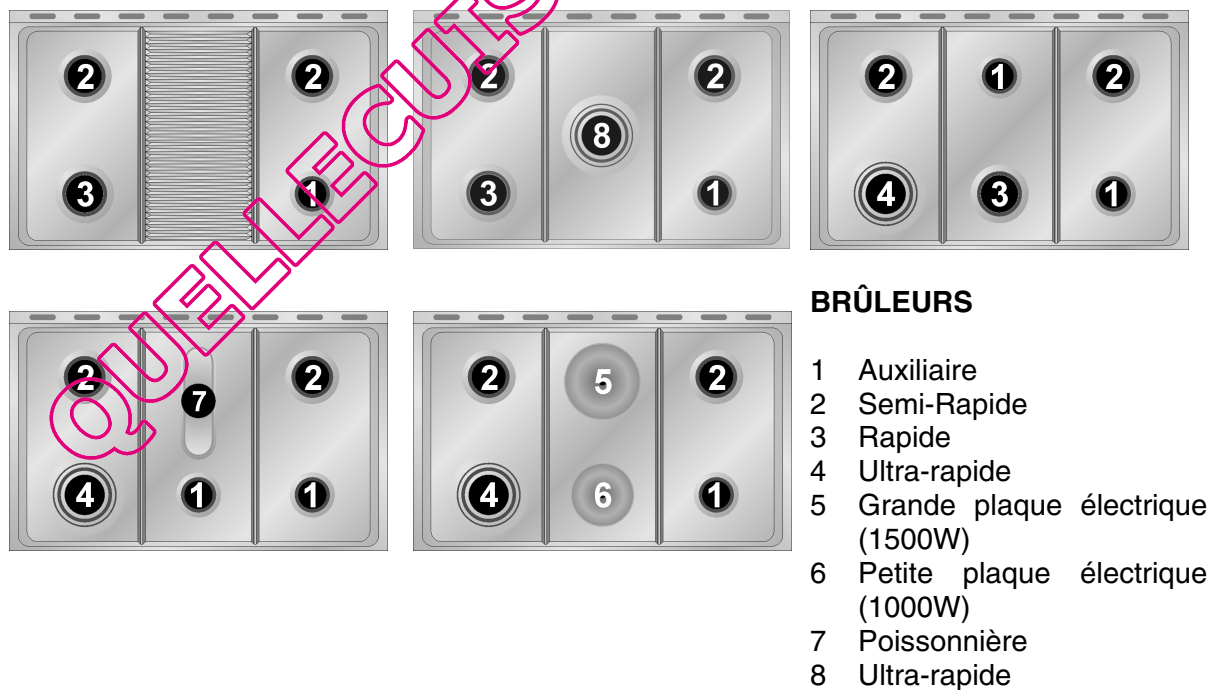 2 2 2 2 2 1 2
8
3 1 3 1 4 3 1
QUELLECUIS
BRÛLEURS
2 7 2 2 5 2
4 1 1 4 6 1
1 Auxiliaire
2 Semi-Rapide
3 Rapide
4 Ultra-rapide
5 Grande plaque électrique
(1500W)
6 Petite plaque électrique
(1000W)
7 Poissonnière
8 Ultra-rapide